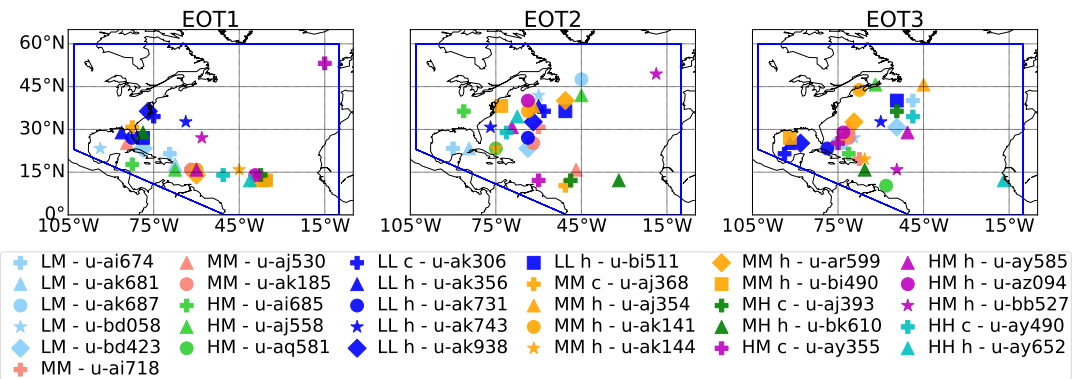 EOT1 EOT2 EOT3
60°N
45°N
30°N
15°N
0°
105°W 75°W 45°W 15°W 105°W 75°W 45°W 15°W 105°W 75°W 45°W 15°W
LM - u-ai674 MM - u-aj530 LL c - u-ak306 LL h - u-bi511 MM h - u-ar599 HM h - u-ay585
LM - u-ak681 MM - u-ak185 LL h - u-ak356 MM c - u-aj368 MM h - u-bi490 HM h - u-az094
LM - u-ak687 HM - u-ai685 LL h - u-ak731 MM h - u-aj354 MH c - u-aj393 HM h - u-bb527
LM - u-bd058 HM - u-aj558 LL h - u-ak743 MM h - u-ak141 MH h - u-bk610 HH c - u-ay490
LM - u-bd423 HM - u-aq581 LL h - u-ak938 MM h - u-ak144 HM c - u-ay355 HH h - u-ay652
MM - u-ai718